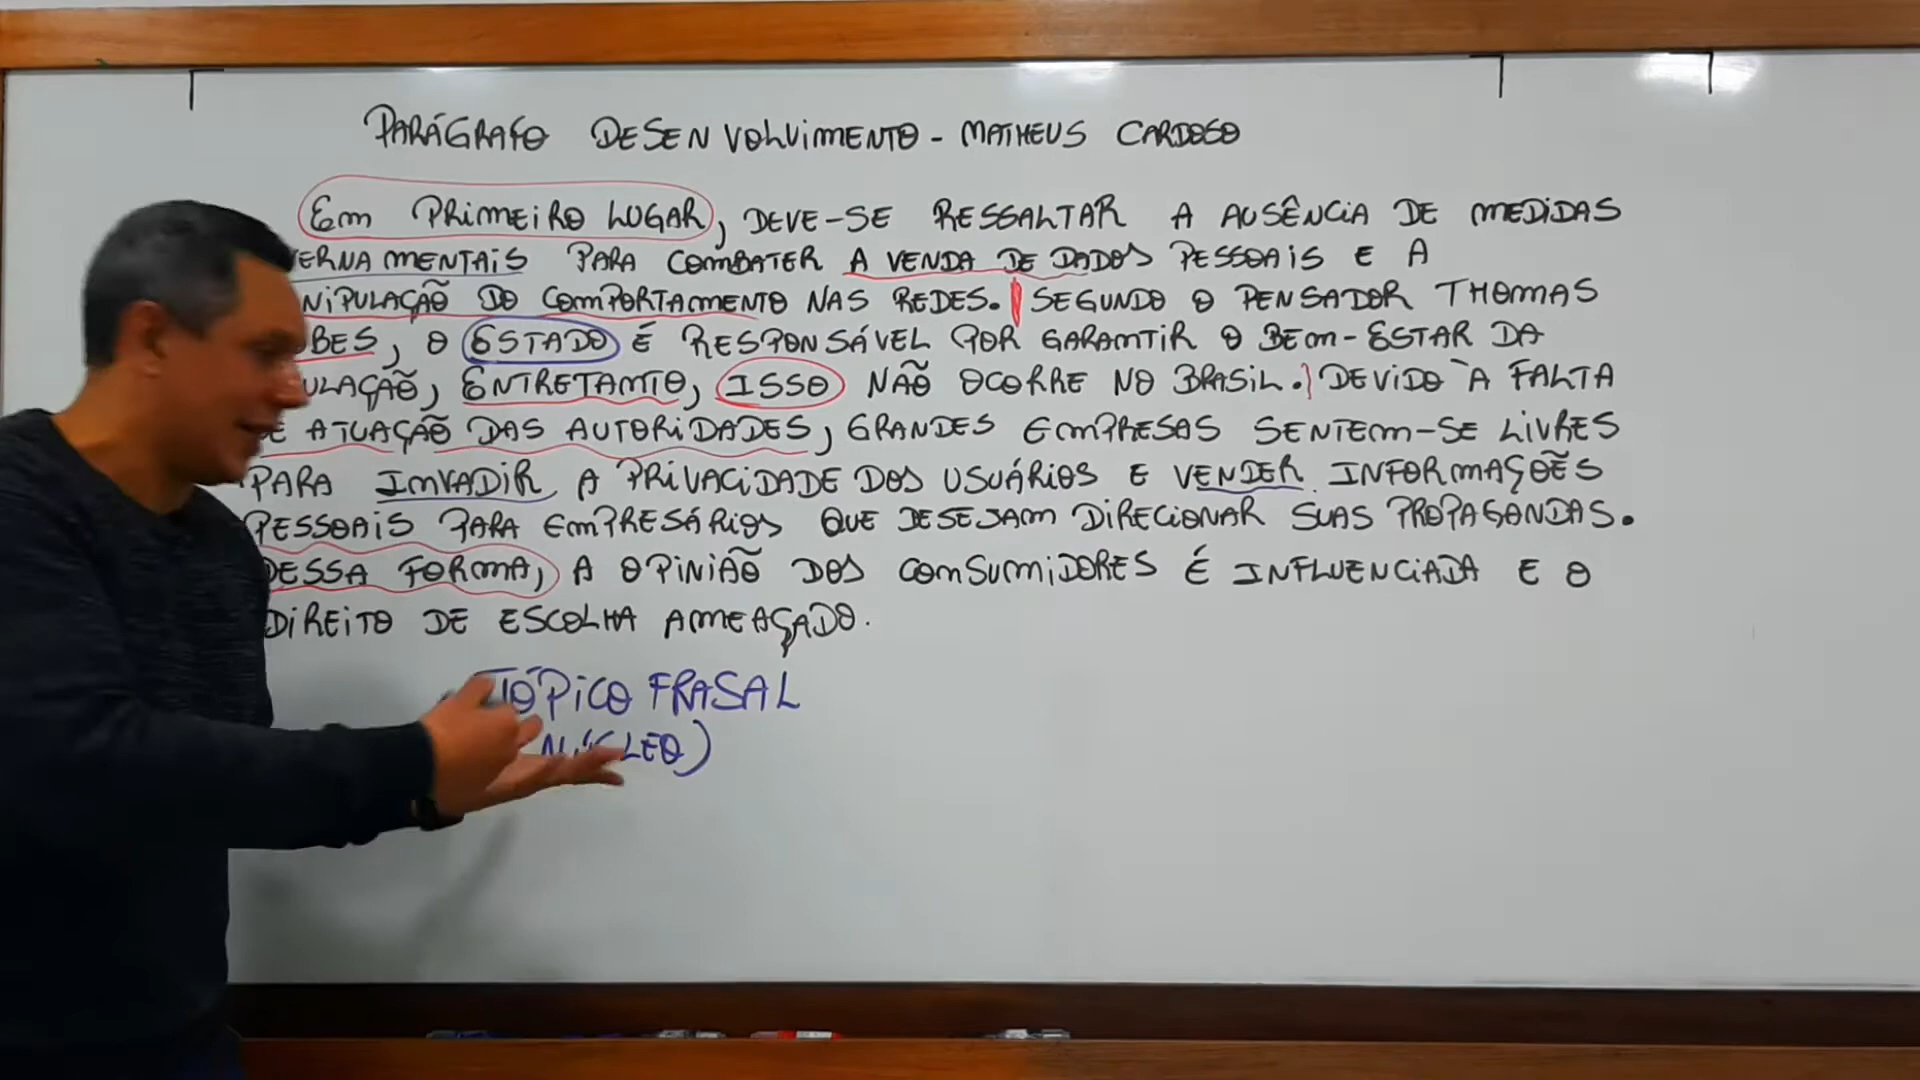 PARÁGRAFO DESENVOLVIMENTO - MATHEUS CARDOSO
Em PRIMEIRO LUGAR, DEVE-SE RESSALTAR A AUSÊNCIA DE MEDIDAS
ERNAMENTAIS PARA COMBATER A VENDA DE DADOS PESSOAIS E A
NIPULAÇÃO DO COMPORTAMENTO NAS REDES. SEGUNDO O PENSADOR THOMAS
BBES, O ESTADO É RESPONSÁVEL POR GARANTIR O BEM-ESTAR DA
ULAÇÃO, ENTRETANTO, ISSO NÃO OCORRE NO BRASIL. DEVIDO À FALTA
E ATUAÇÃO DAS AUTORIDADES, GRANDES EMPRESAS SENTEM-SE LIVRES
PARA INVADIR A PRIVACIDADE DOS USUÁRIOS E VENDER INFORMAÇÕES
PESSOAIS PARA EMPRESÁRIOS QUE DESEJAM DIRECIONAR SUAS PROPAGANDAS.
DESSA FORMA, A OPINIÃO DOS CONSUMIDORES É INFLUENCIADA E O
DIREITO DE ESCOLHA AMEAÇADO.
TÓPICO FRASAL
NÚCLEO)